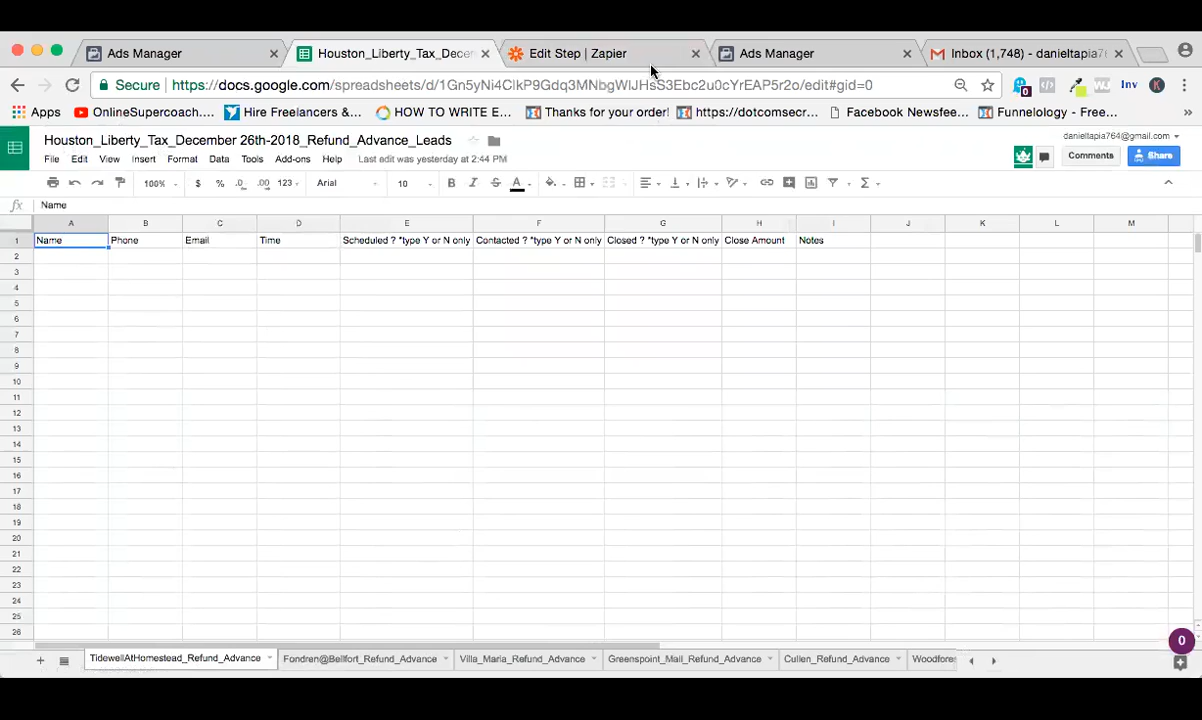 Ads Manager
Houston_Liberty_Tax_Decen
Edit Step | Zapier
Ads Manager
Inbox (1,748) - danieltapia7
Secure
https://docs.google.com/spreadsheets/d/1Gn5yNi4ClkP9Gdq3MNbgWlJHsS3Ebc2u0cYrEAP5r2o/edit#gid=0
Apps
OnlineSupercoach....
Hire Freelancers &...
HOW TO WRITE E...
Thanks for your order!
https://dotcomsecr...
Facebook Newsfee...
Funnelology - Free...
»
Houston_Liberty_Tax_December 26th-2018_Refund_Advance_Leads
danieltapia764@gmail.com
File Edit View Insert Format Data Tools Add-ons Help Last edit was yesterday at 2:44 PM
Comments
Share
100% $ % .0 .00 123 Arial 10 B I S A
fx Name
A B C D E F G H I J K L M
1 Name Phone Email Time Scheduled ? *type Y or N only Contacted ? *type Y or N only Closed ? *type Y or N only Close Amount Notes
2
3
4
5
6
7
8
9
10
11
12
13
14
15
16
17
18
19
20
21
22
23
24
25
26
0
TidewellAtHomestead_Refund_Advance Fondren@Bellfort_Refund_Advance Villa_Maria_Refund_Advance Greenspoint_Mail_Refund_Advance Cullen_Refund_Advance Woodfores